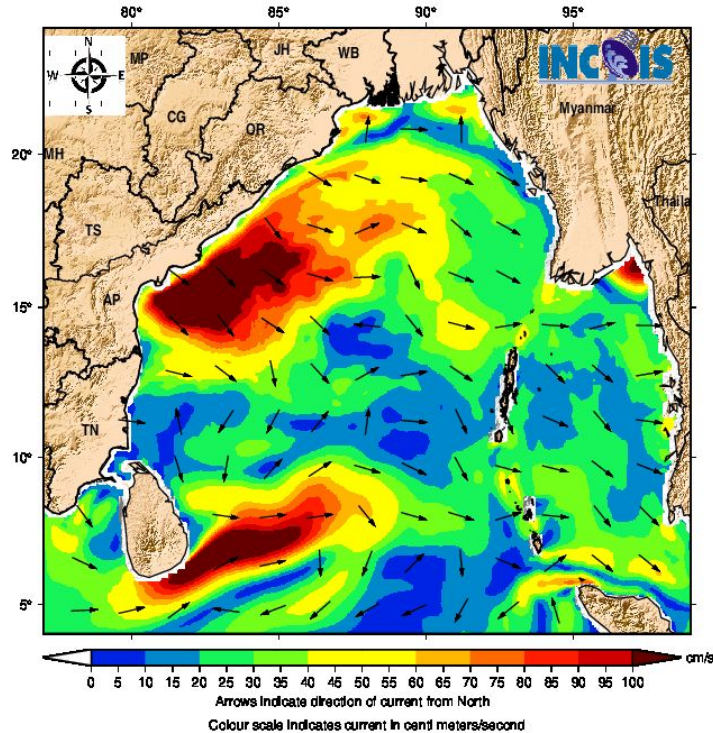 80° 85° 90° 95°
N
W E
S
INCOIS
MP
JH
WB
CG
OR
Myanmar
MH
20°
Thaila
TS
AP
15°
TN
10°
5°
cm/s
0 5 10 15 20 25 30 35 40 45 50 55 60 65 70 75 80 85 90 95 100
Arrows indicate direction of current from North
Colour scale indicates current in centi meters/second